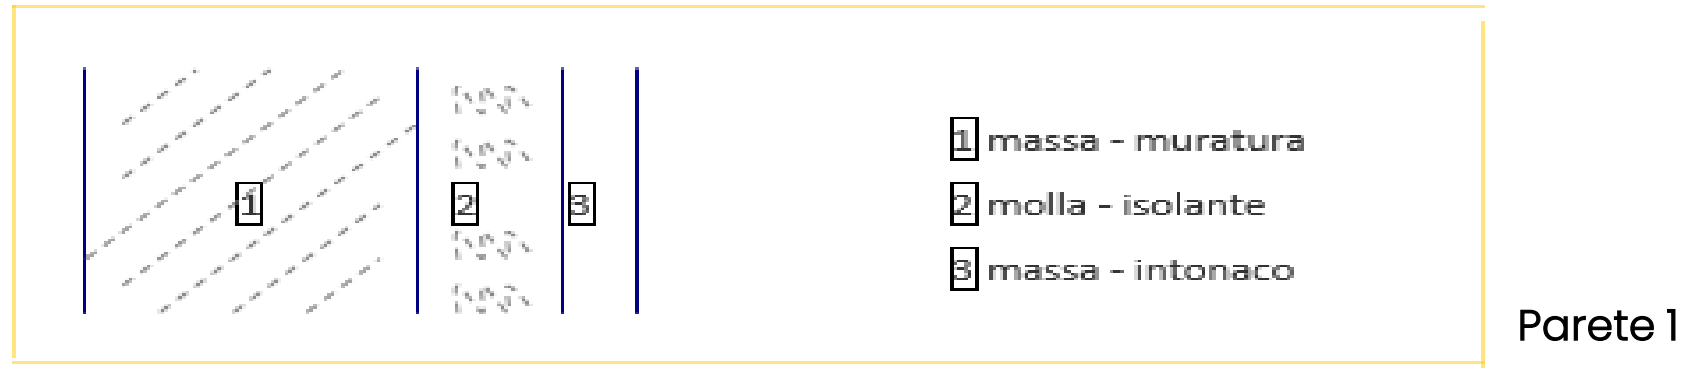 1 2 3
1 massa - muratura
2 molla - isolante
3 massa - intonaco
Parete 1